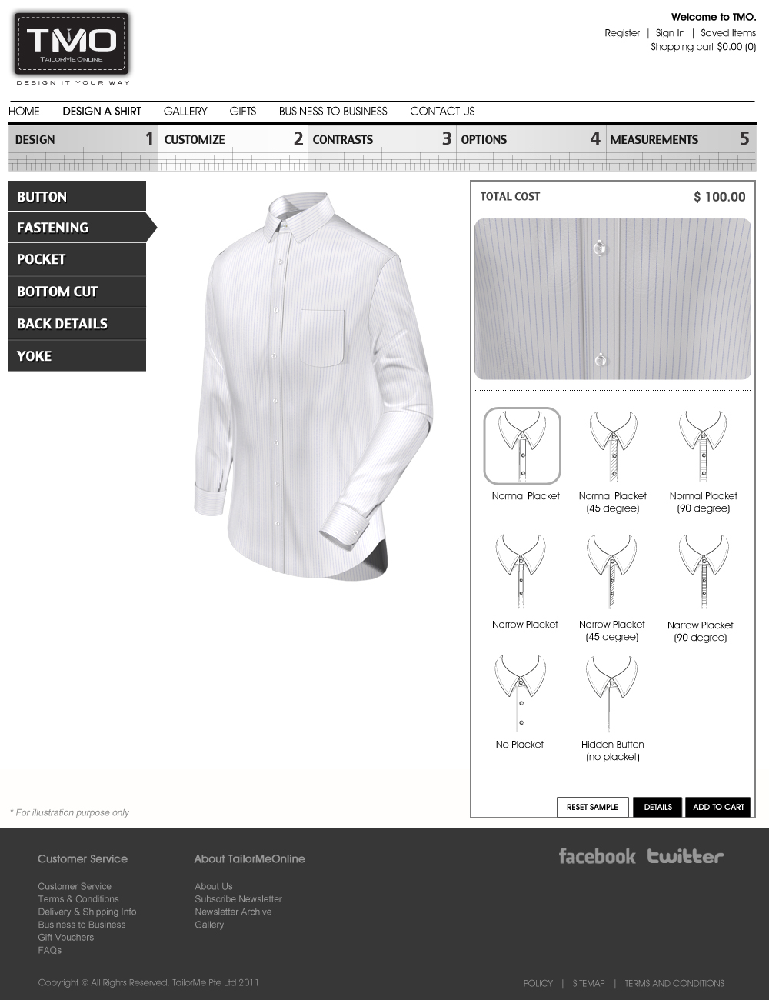 TMO
TAILORME ONLINE
DESIGN IT YOUR WAY
Welcome to TMO.
Register | Sign In | Saved Items
Shopping cart $0.00 (0)
HOME DESIGN A SHIRT GALLERY GIFTS BUSINESS TO BUSINESS CONTACT US
DESIGN 1 CUSTOMIZE 2 CONTRASTS 3 OPTIONS 4 MEASUREMENTS 5
BUTTON
FASTENING
POCKET
BOTTOM CUT
BACK DETAILS
YOKE
TOTAL COST $ 100.00
Normal Placket
Normal Placket
(45 degree)
Normal Placket
(90 degree)
Narrow Placket
Narrow Placket
(45 degree)
Narrow Placket
(90 degree)
No Placket
Hidden Button
(no placket)
* For illustration purpose only
RESET SAMPLE DETAILS ADD TO CART
Customer Service
Customer Service
Terms & Conditions
Delivery & Shipping Info
Business to Business
Gift Vouchers
FAQs
About TailorMeOnline
About Us
Subscribe Newsletter
Newsletter Archive
Gallery
facebook twitter
Copyright © All Rights Reserved. TailorMe Pte Ltd 2011
POLICY | SITEMAP | TERMS AND CONDITIONS